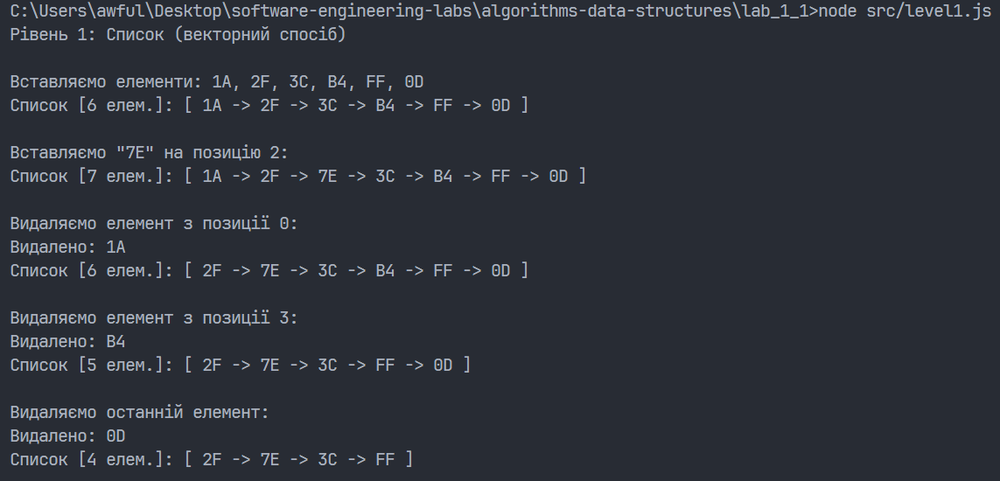 C:\Users\awful\Desktop\software-engineering-labs\algorithms-data-structures\lab_1_1>node src/level1.js
Рівень 1: Список (векторний спосіб)
Вставляємо елементи: 1A, 2F, 3C, B4, FF, 0D
Список [6 елем.]: [ 1A -> 2F -> 3C -> B4 -> FF -> 0D ]
Вставляємо "7E" на позицію 2:
Список [7 елем.]: [ 1A -> 2F -> 7E -> 3C -> B4 -> FF -> 0D ]
Видаляємо елемент з позиції 0:
Видалено: 1A
Список [6 елем.]: [ 2F -> 7E -> 3C -> B4 -> FF -> 0D ]
Видаляємо елемент з позиції 3:
Видалено: B4
Список [5 елем.]: [ 2F -> 7E -> 3C -> FF -> 0D ]
Видаляємо останній елемент:
Видалено: 0D
Список [4 елем.]: [ 2F -> 7E -> 3C -> FF ]